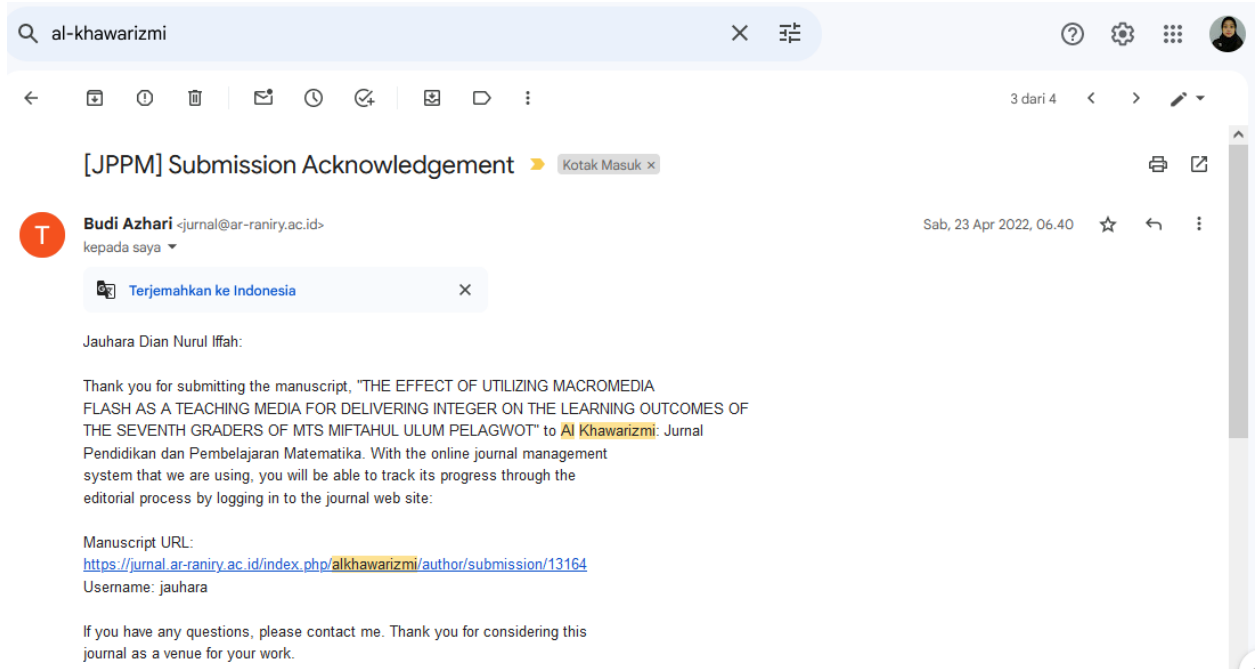 al-khawarizmi
3 dari 4
[JPPM] Submission Acknowledgement
Kotak Masuk ×
T
Budi Azhari <jurnal@ar-raniry.ac.id>
Sab, 23 Apr 2022, 06.40
kepada saya
Terjemahkan ke Indonesia
Jauhara Dian Nurul Iffah:
Thank you for submitting the manuscript, "THE EFFECT OF UTILIZING MACROMEDIA
FLASH AS A TEACHING MEDIA FOR DELIVERING INTEGER ON THE LEARNING OUTCOMES OF
THE SEVENTH GRADERS OF MTS MIFTAHUL ULUM PELAGWOT" to Al Khawarizmi: Jurnal
Pendidikan dan Pembelajaran Matematika. With the online journal management
system that we are using, you will be able to track its progress through the
editorial process by logging in to the journal web site:
Manuscript URL:
https://jurnal.ar-raniry.ac.id/index.php/alkhawarizmi/author/submission/13164
Username: jauhara
If you have any questions, please contact me. Thank you for considering this
journal as a venue for your work.